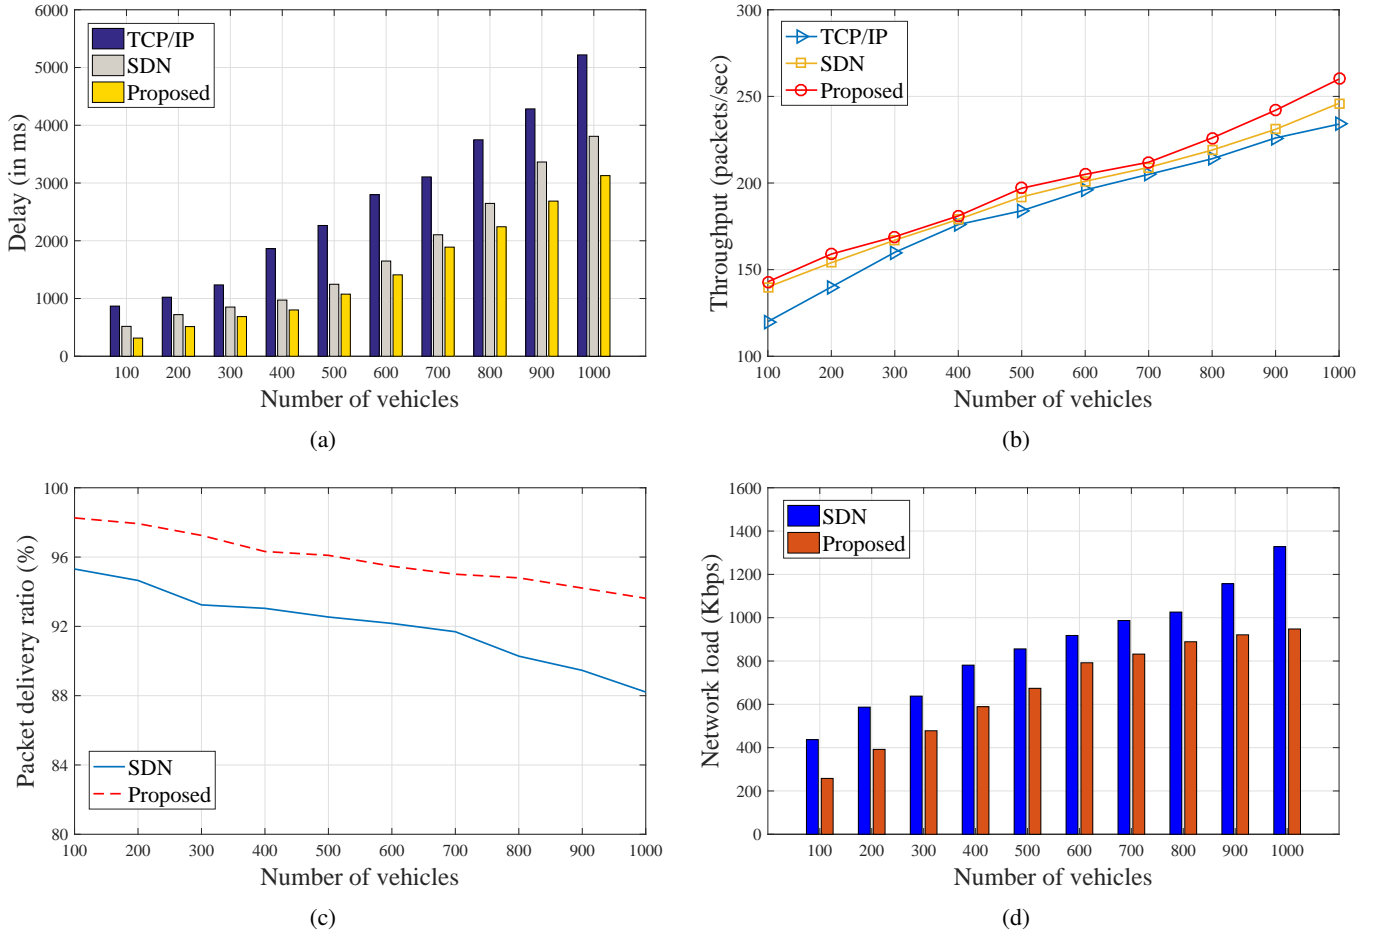 6000
5000
4000
3000
2000
1000
0
Delay (in ms)
TCP/IP
SDN
Proposed
100 200 300 400 500 600 700 800 900 1000
Number of vehicles
(a)
300
250
200
150
100
Throughput (packets/sec)
TCP/IP
SDN
Proposed
100 200 300 400 500 600 700 800 900 1000
Number of vehicles
(b)
100
96
92
88
84
80
Packet delivery ratio (%)
SDN
Proposed
100 200 300 400 500 600 700 800 900 1000
Number of vehicles
(c)
1600
1400
1200
1000
800
600
400
200
0
Network load (Kbps)
SDN
Proposed
100 200 300 400 500 600 700 800 900 1000
Number of vehicles
(d)